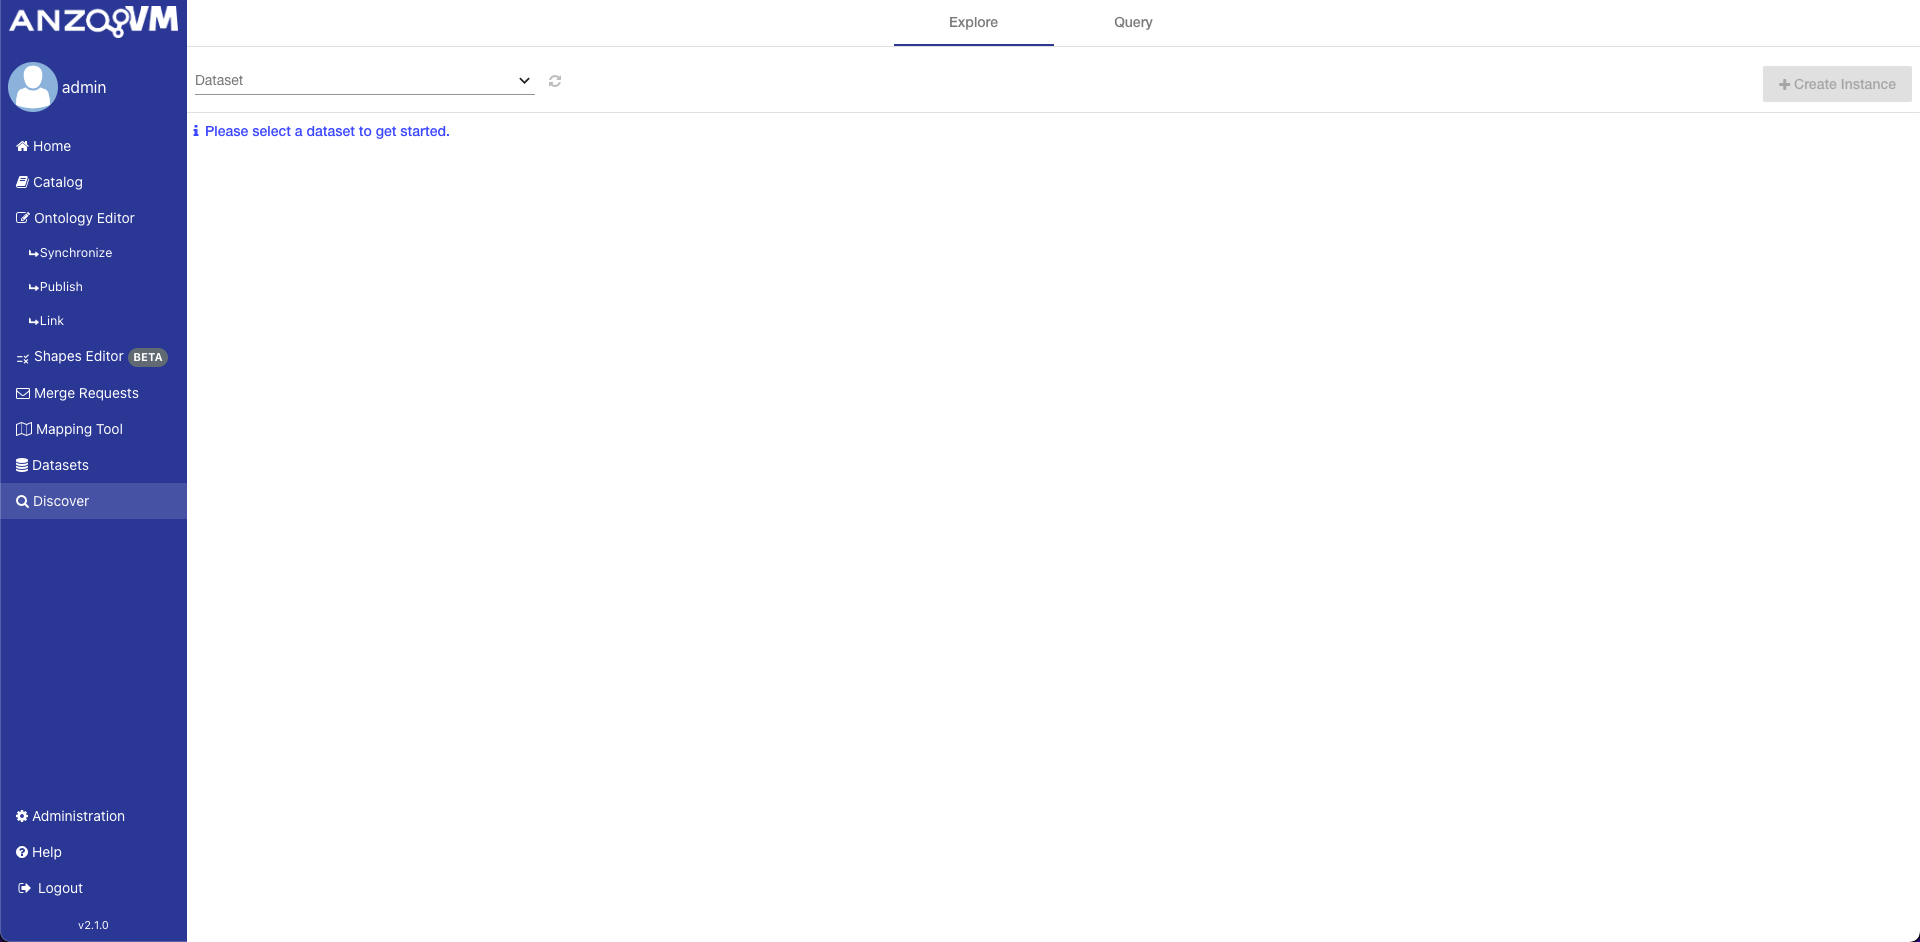 ANZOVM
admin
Home
Catalog
Ontology Editor
Synchronize
Publish
Link
Shapes Editor BETA
Merge Requests
Mapping Tool
Datasets
Discover
Administration
Help
Logout
v2.1.0
Explore Query
Dataset
Create Instance
Please select a dataset to get started.